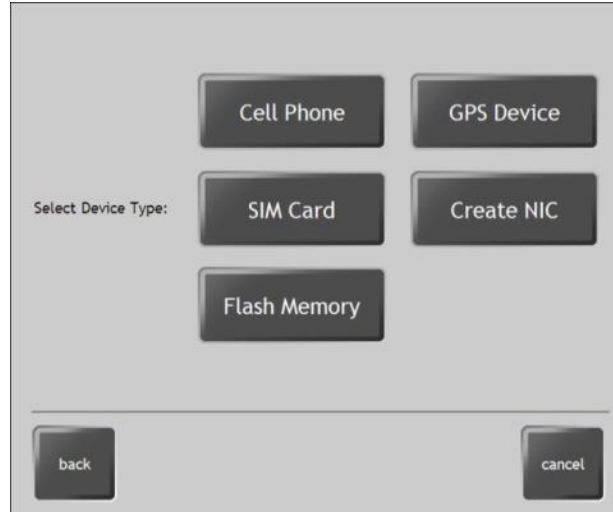 Cell Phone
GPS Device
Select Device Type:
SIM Card
Create NIC
Flash Memory
back
cancel